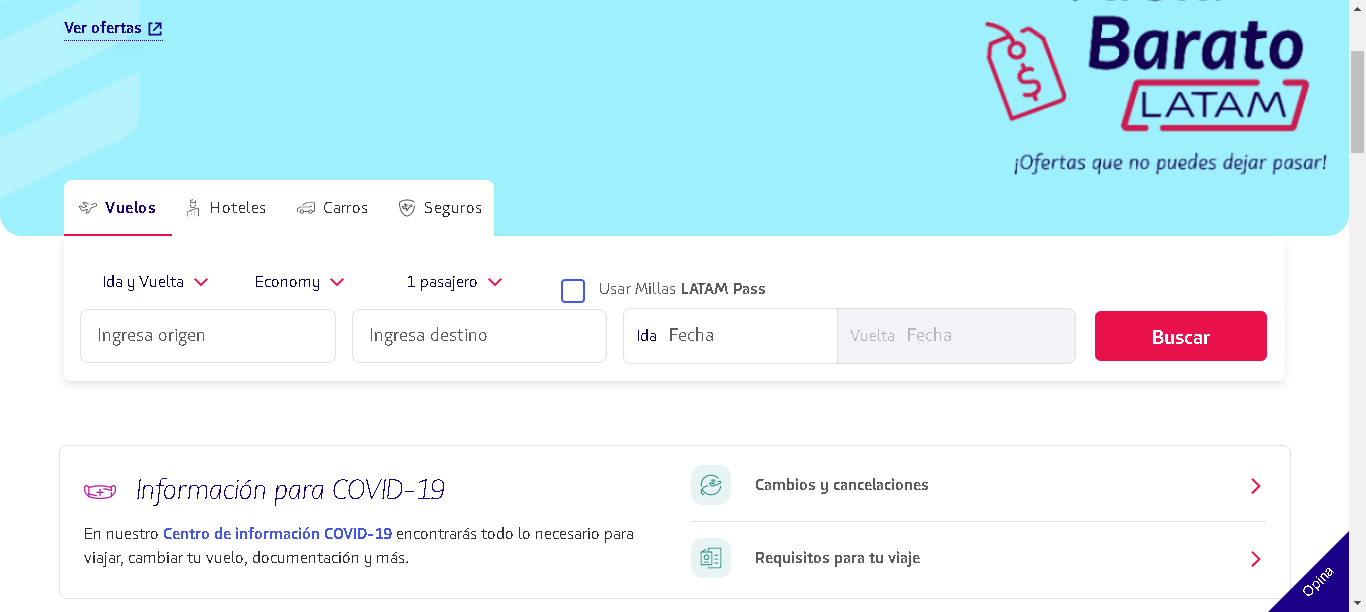 Ver ofertas
Barato
LATAM
¡Ofertas que no puedes dejar pasar!
Vuelos Hoteles Carros Seguros
Ida y Vuelta Economy 1 pasajero Usar Millas LATAM Pass
Ingresa origen Ingresa destino Ida Fecha Vuelta Fecha Buscar
Información para COVID-19
En nuestro Centro de información COVID-19 encontrarás todo lo necesario para
viajar, cambiar tu vuelo, documentación y más.
Cambios y cancelaciones
Requisitos para tu viaje
Opina